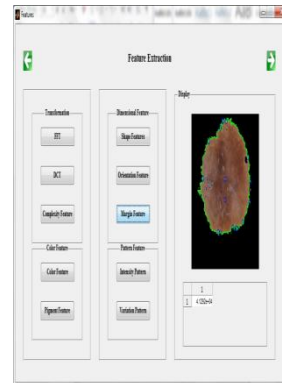 Features
Feature Extraction
Transformation
FFT
DCT
Complexity Feature
Color Feature
Color Feature
Pigment Feature
Dimensional Feature
Shape Features
Orientation Feature
Margin Feature
Pattern Feature
Intensity Pattern
Variation Pattern
Display
1
1